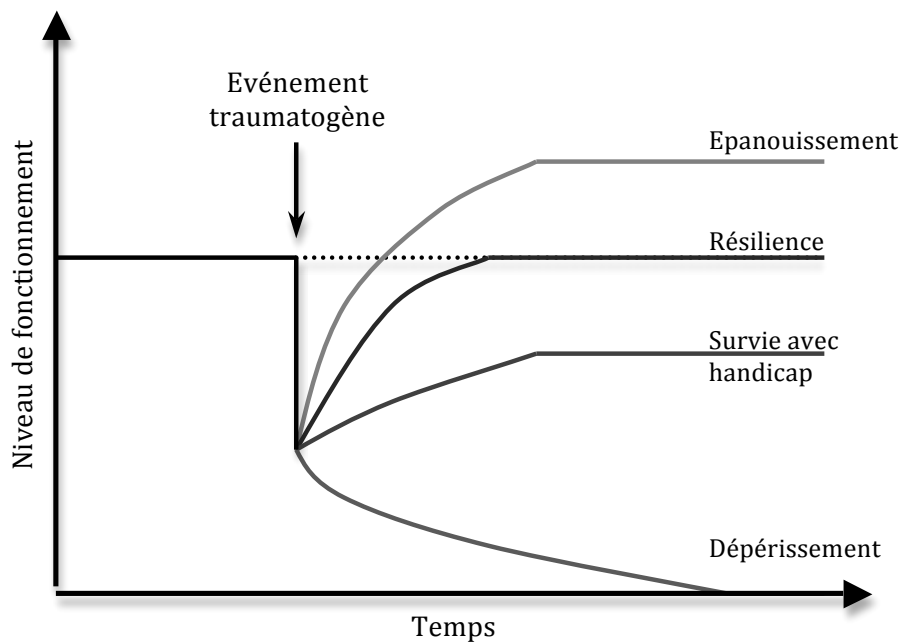 Evénement
traumatogène
Epanouissement
Résilience
Survie avec
handicap
Dépérissement
Niveau de fonctionnement
Temps